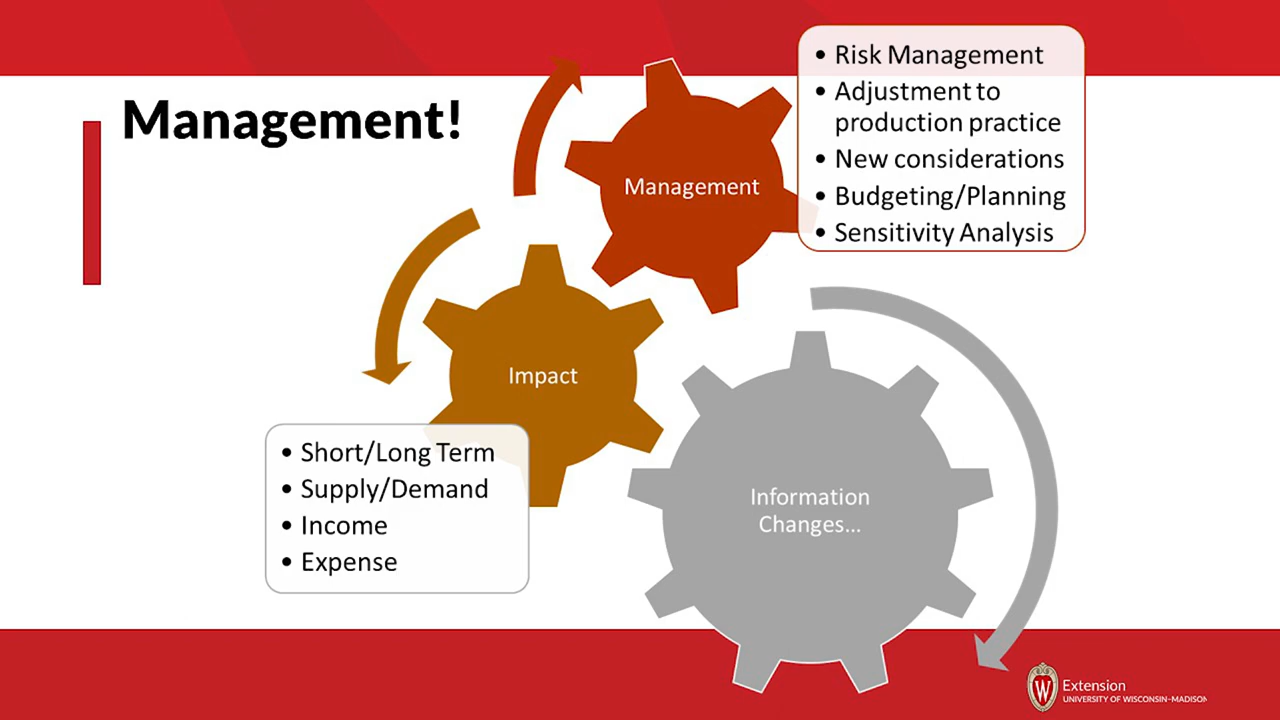 Management!
Management
• Risk Management
• Adjustment to
production practice
• New considerations
• Budgeting/Planning
• Sensitivity Analysis
Impact
• Short/Long Term
• Supply/Demand
• Income
• Expense
Information
Changes...
W
Extension
UNIVERSITY OF WISCONSIN–MADISON